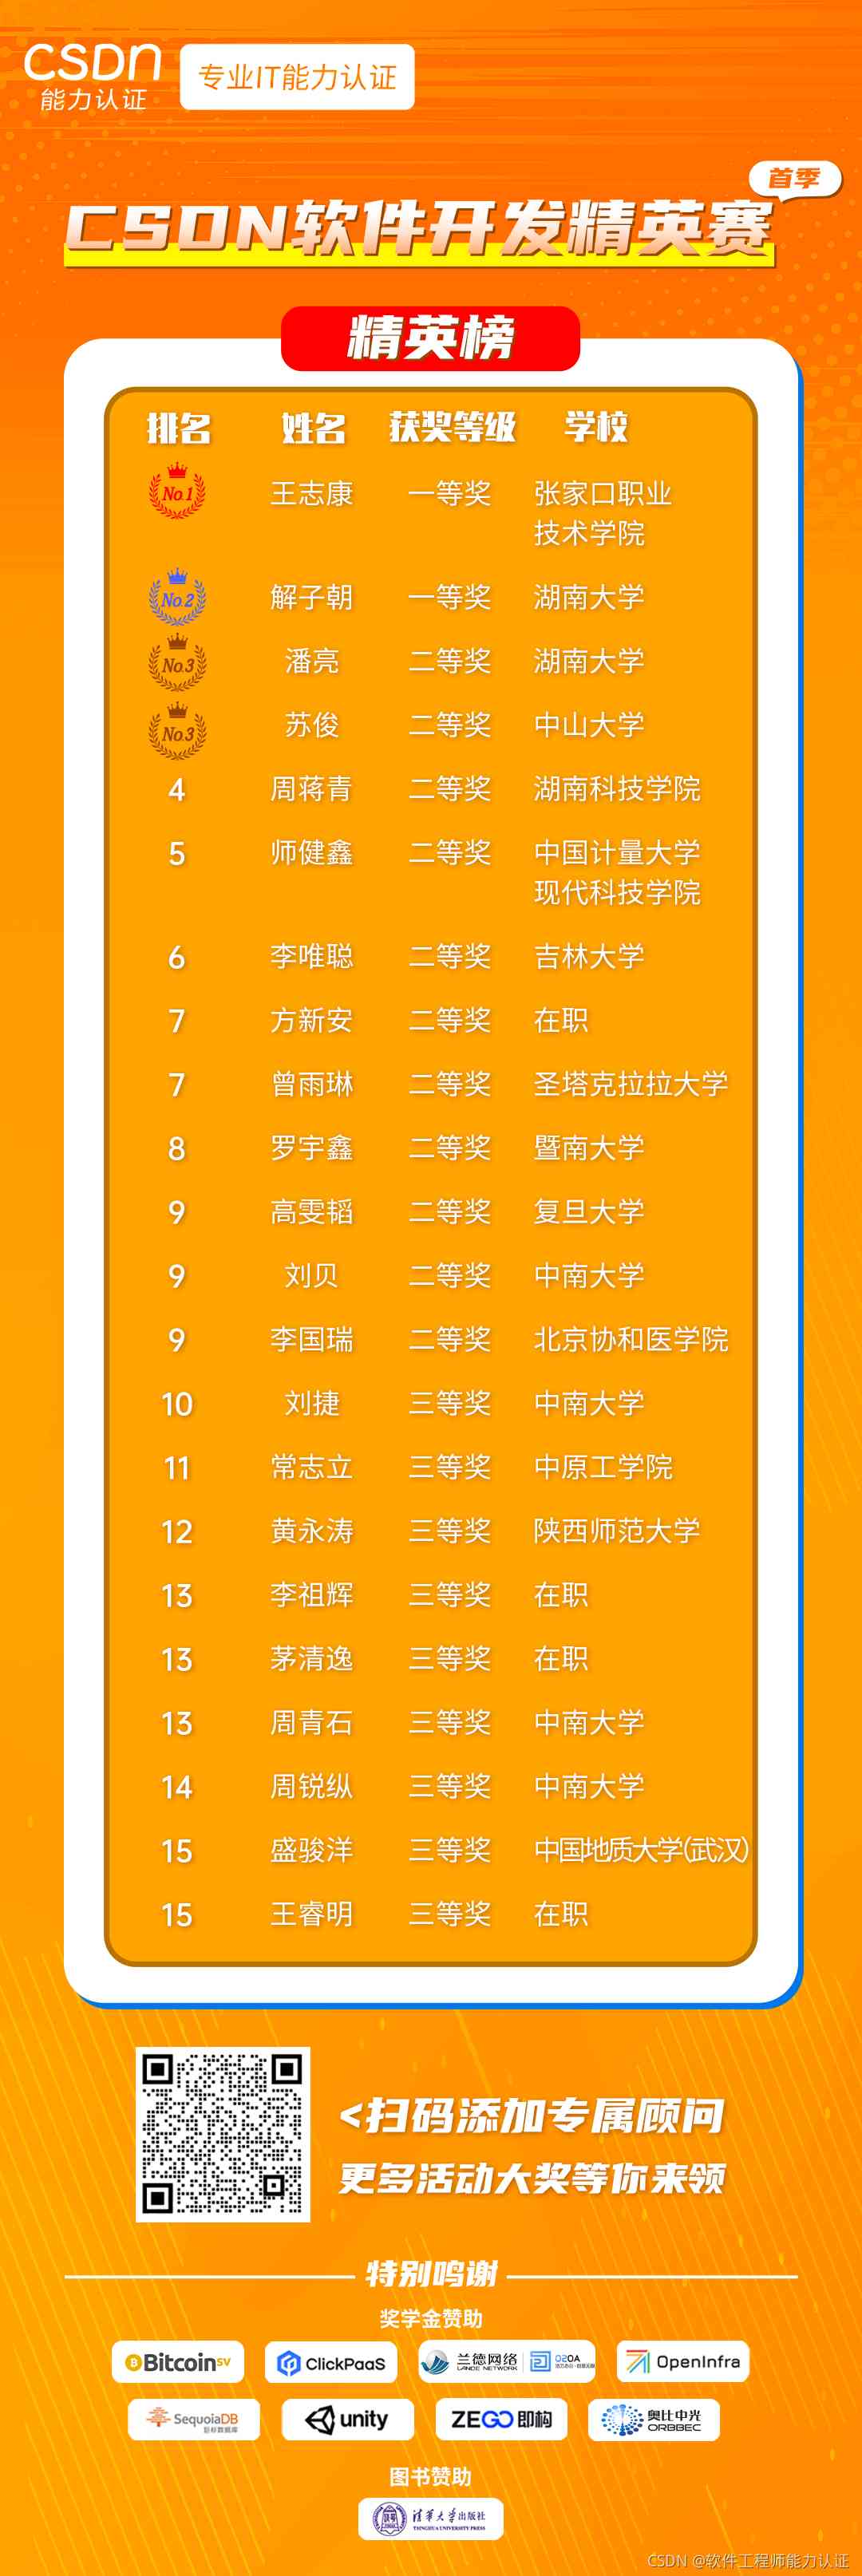 CSDN
能力认证
专业IT能力认证
首季
CSDN软件开发精英赛
精英榜
排名 姓名 获奖等级 学校
No.1 王志康 一等奖 张家口职业
技术学院
No.2 解子朝 一等奖 湖南大学
No.3 潘亮 二等奖 湖南大学
No.3 苏俊 二等奖 中山大学
4 周蒋青 二等奖 湖南科技学院
5 师健鑫 二等奖 中国计量大学
现代科技学院
6 李唯聪 二等奖 吉林大学
7 方新安 二等奖 在职
7 曾雨琳 二等奖 圣塔克拉拉大学
8 罗宇鑫 二等奖 暨南大学
9 高雯韬 二等奖 复旦大学
9 刘贝 二等奖 中南大学
9 李国瑞 二等奖 北京协和医学院
10 刘捷 三等奖 中南大学
11 常志立 三等奖 中原工学院
12 黄永涛 三等奖 陕西师范大学
13 李祖辉 三等奖 在职
13 茅清逸 三等奖 在职
13 周青石 三等奖 中南大学
14 周锐纵 三等奖 中南大学
15 盛骏洋 三等奖 中国地质大学(武汉)
15 王睿明 三等奖 在职
<扫码添加专属顾问
更多活动大奖等你来领
特别鸣谢
奖学金赞助
BitcoinSV ClickPaaS 兰德网络 LANDE NETWORK O2OA OpenInfra
SequoiaDB 巨杉数据库 unity ZEGO即构 奥比中光 ORBBEC
图书赞助
清华大学出版社
TSINGHUA UNIVERSITY PRESS
CSDN @软件工程师能力认证